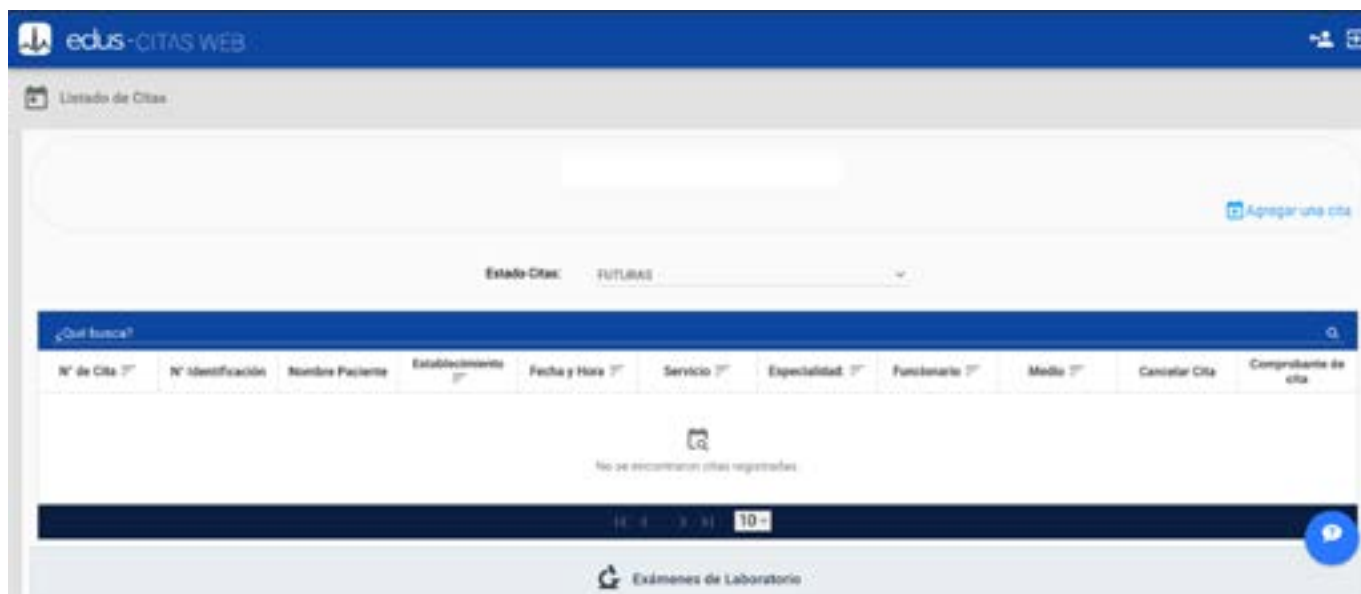 edus-CITAS WEB
Listado de Citas
Agregar una cita
Estado Citas: FUTURAS
¿Qué busca?
N° de Cita N° Identificación Nombre Paciente Establecimiento Fecha y Hora Servicio Especialidad Funcionario Medio Cancelar Cita Comprobante de cita
No se encontraron citas registradas.
10
Exámenes de Laboratorio